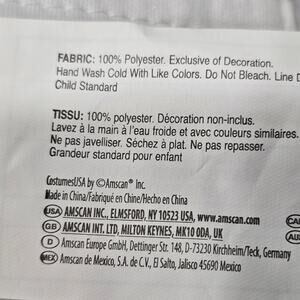 FABRIC: 100% Polyester. Exclusive of Decoration.
Hand Wash Cold With Like Colors. Do Not Bleach. Line D
Child Standard
TISSU: 100% polyester. Décoration non-inclus.
Lavez à la main à l'eau froide et avec couleurs similaires.
Ne pas javelliser. Séchez à plat. Ne pas repasser.
Grandeur standard pour enfant
CostumesUSA by ©Amscan® Inc.
Made in China/Fabriqué en Chine/Hecho en China
USA AMSCAN INC., ELMSFORD, NY 10523 USA, www.amscan.com
GB AMSCAN INT. LTD, MILTON KEYNES, MK10 0DA, UK
D Amscan Europe GmbH, Dettinger Str. 148, D-73230 Kirchheim/Teck, Germany
MEX Amscan de Mexico, S.A. de C.V., El Salto, Jalisco 45690 Mexico